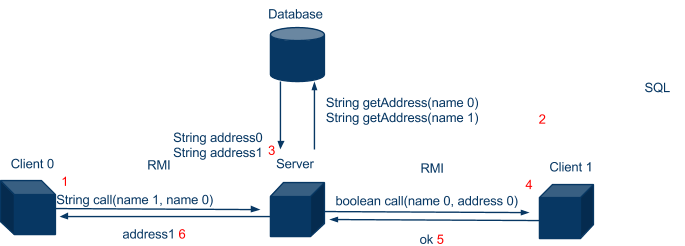 Database
SQL
String getAddress(name 0)
String getAddress(name 1)
2
String address0
String address1 3
Client 0
RMI
Server
RMI
Client 1
1
4
String call(name 1, name 0)
boolean call(name 0, address 0)
address1 6
ok 5